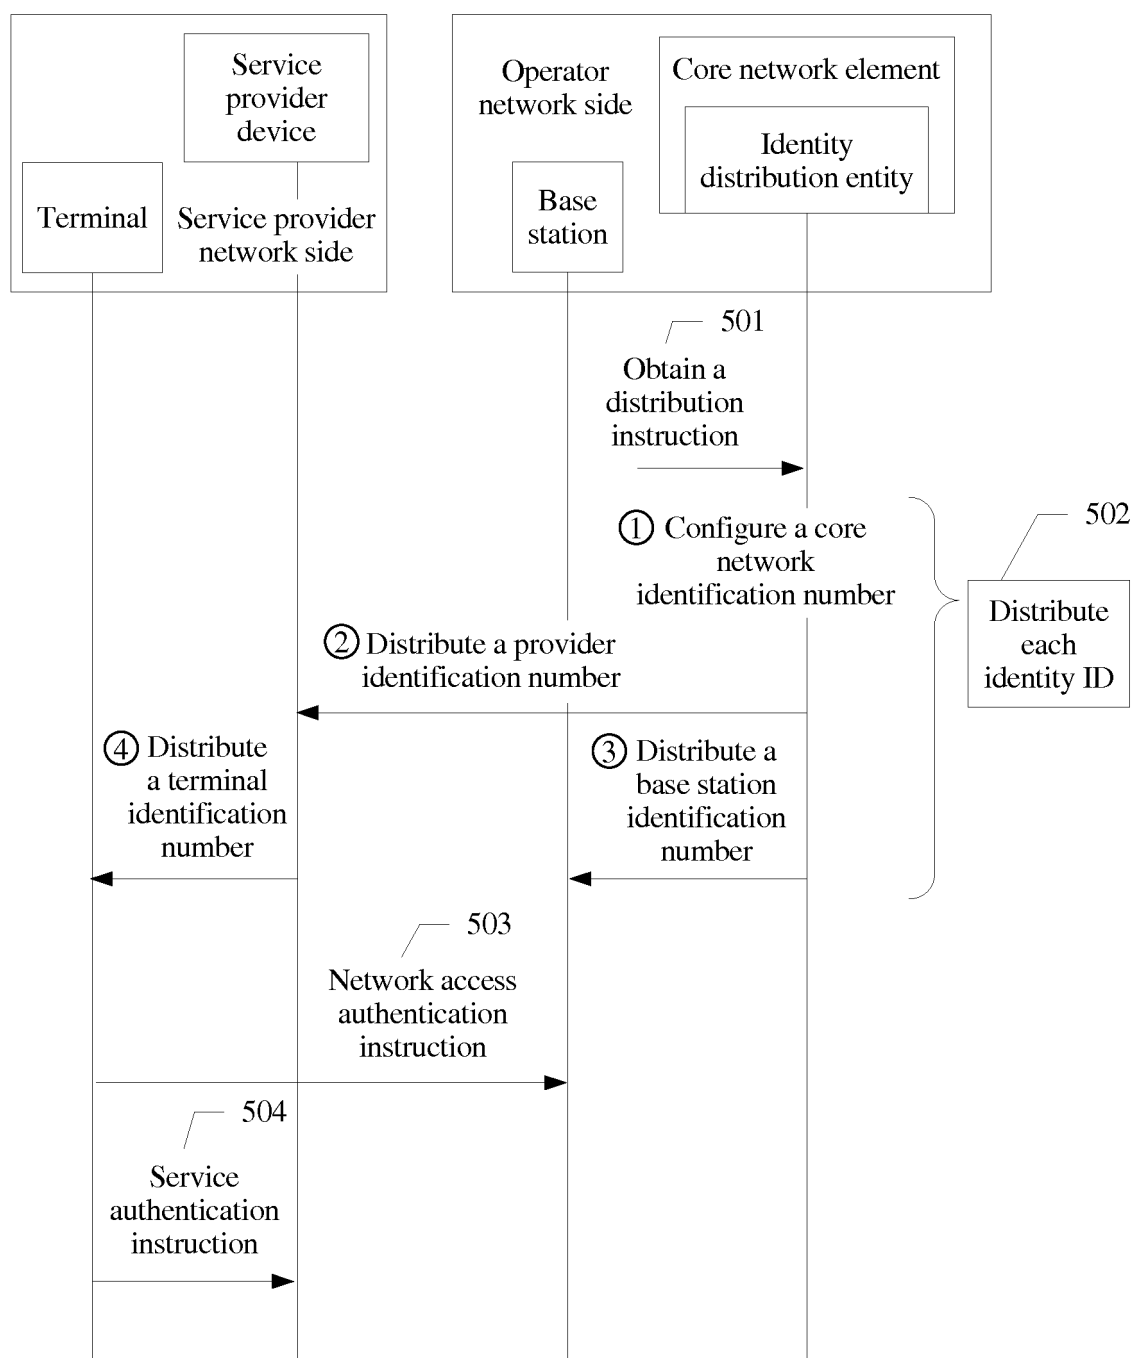 Service
provider
device
Terminal
Service provider
network side
Operator
network side
Core network element
Identity
distribution entity
Base
station
501
Obtain a
distribution
instruction
502
① Configure a core
network
identification number
Distribute
each
identity ID
② Distribute a provider
identification number
④ Distribute
a terminal
identification
number
③ Distribute a
base station
identification
number
503
Network access
authentication
instruction
504
Service
authentication
instruction